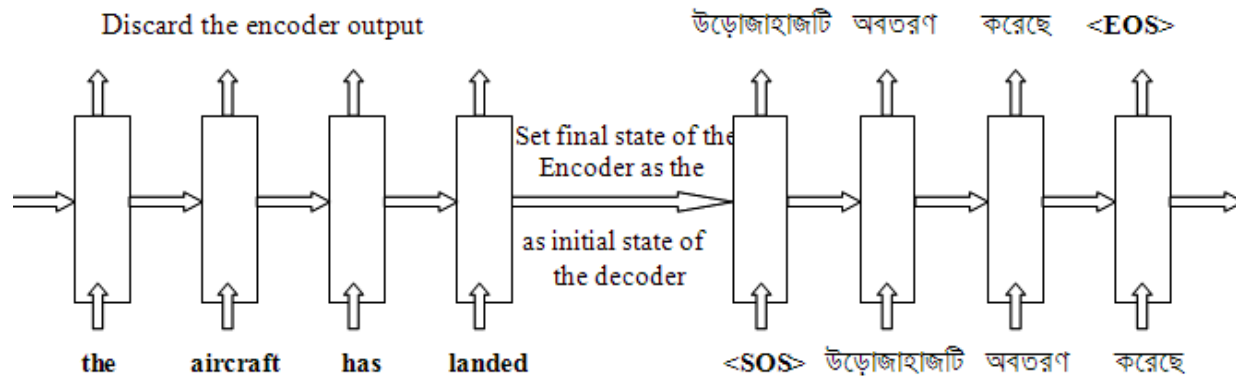 Discard the encoder output
উড়োজাহাজটি অবতরণ করেছে <EOS>
Set final state of the
Encoder as the
as initial state of
the decoder
the aircraft has landed
<SOS> উড়োজাহাজটি অবতরণ করেছে